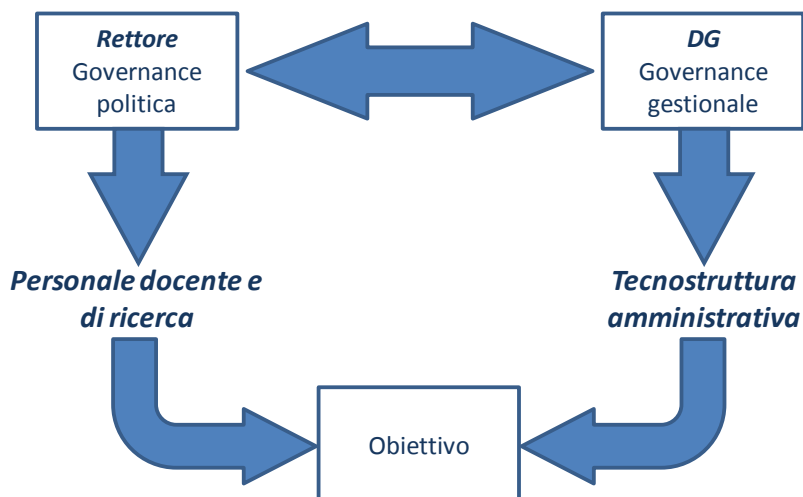 Rettore
Governance
politica
DG
Governance
gestionale
Personale docente e
di ricerca
Tecnostruttura
amministrativa
Obiettivo